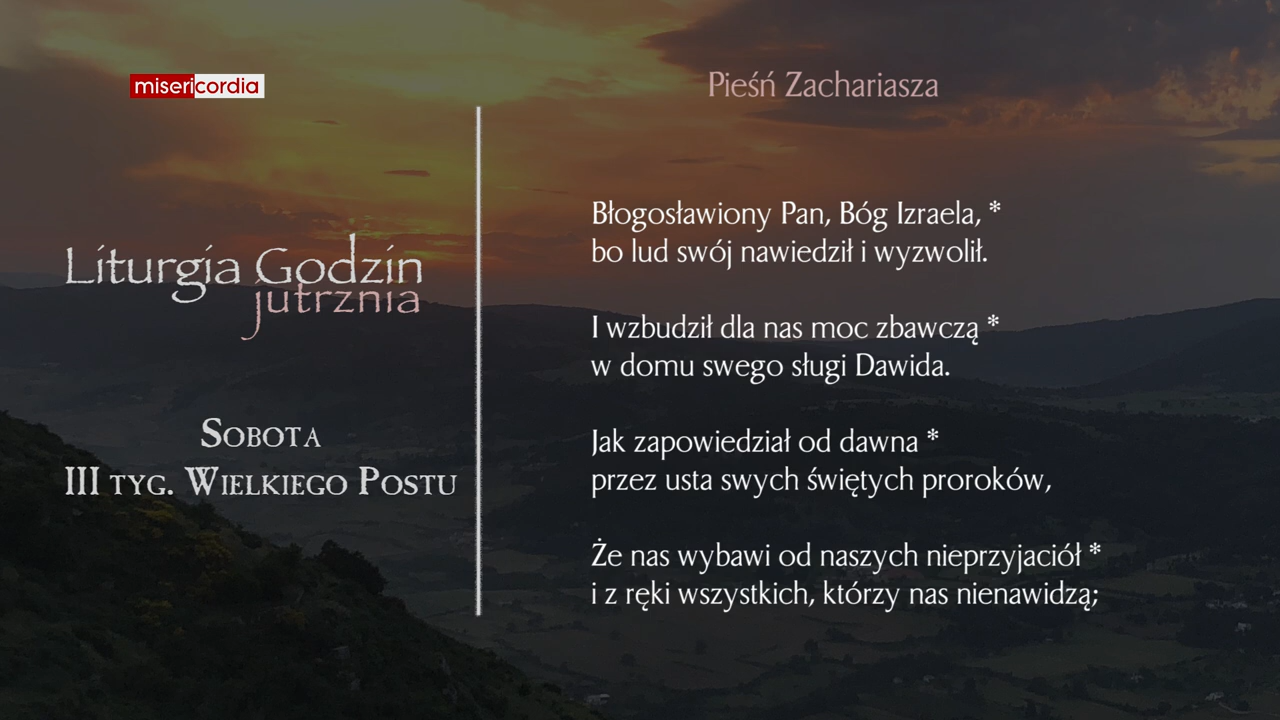 misericordia
Liturgia Godzin
jutrznia
Sobota
III tyg. Wielkiego Postu
Pieśń Zachariasza
Błogosławiony Pan, Bóg Izraela, *
bo lud swój nawiedził i wyzwolił.
I wzbudził dla nas moc zbawczą *
w domu swego sługi Dawida.
Jak zapowiedział od dawna *
przez usta swych świętych proroków,
Że nas wybawi od naszych nieprzyjaciół *
i z ręki wszystkich, którzy nas nienawidzą;